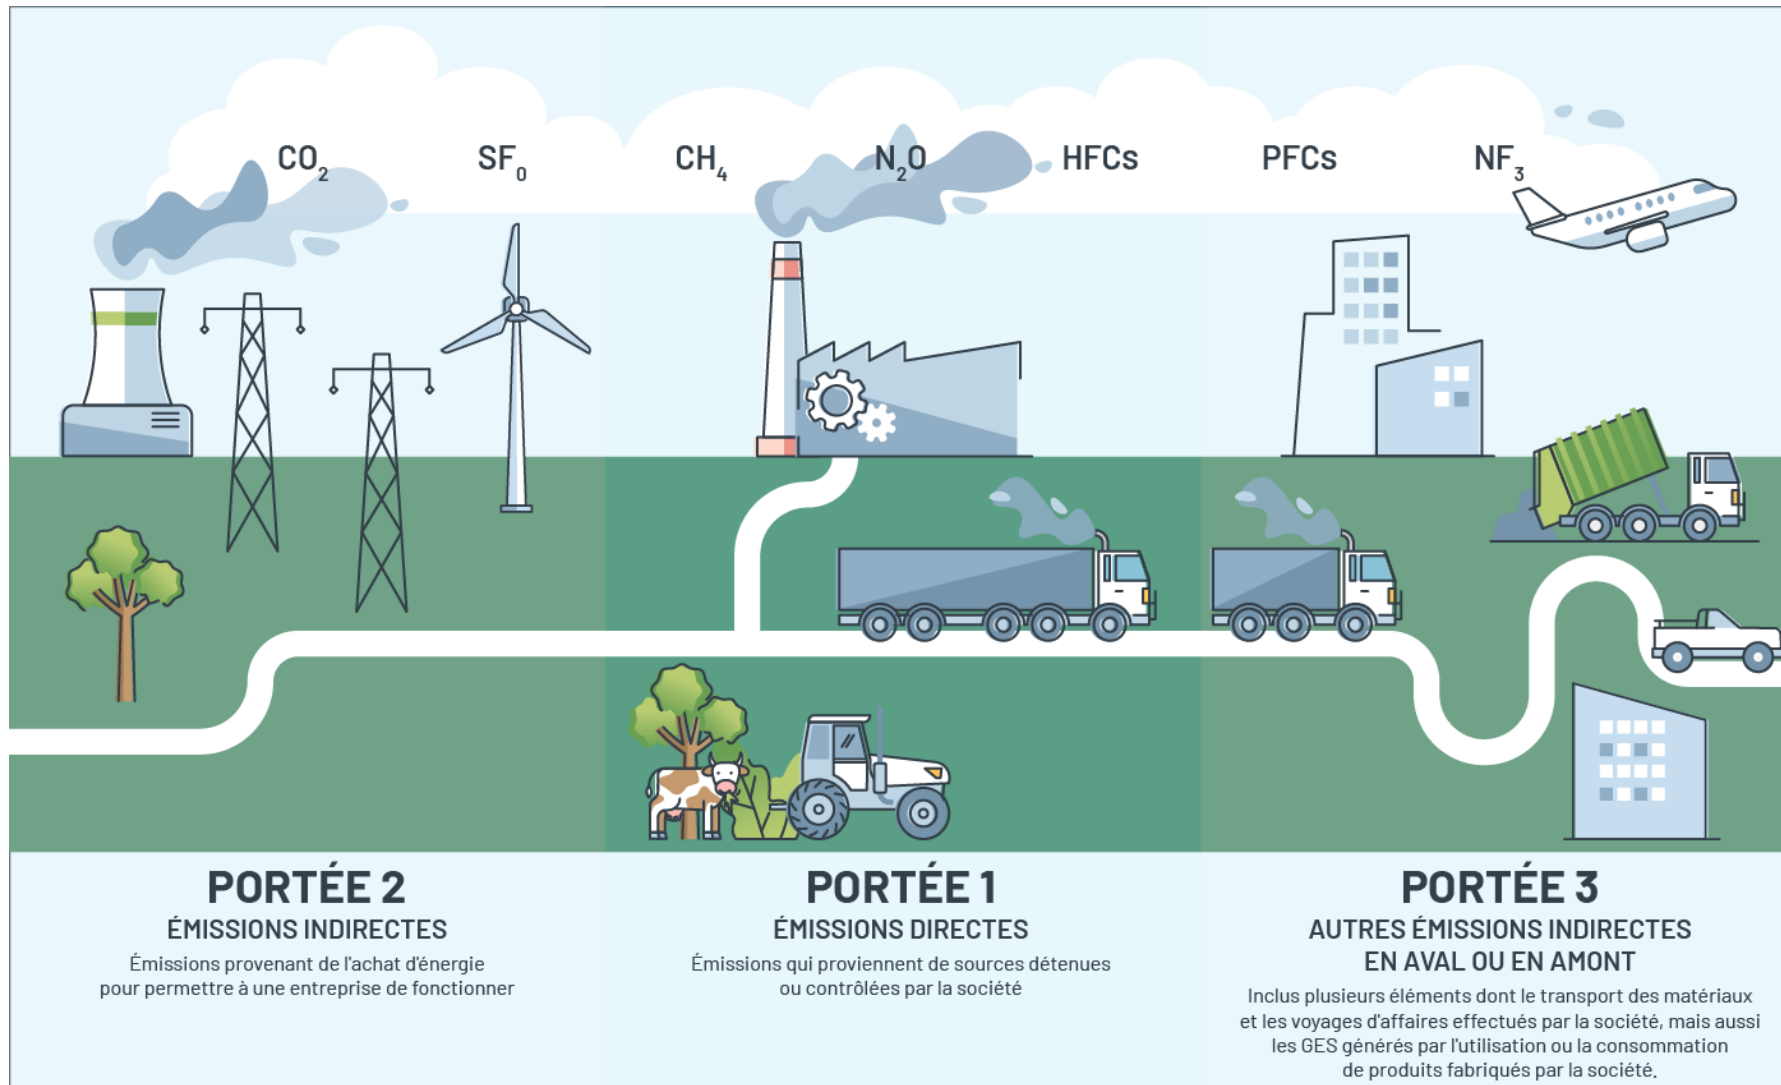 CO₂ SF₀ CH₄ N₂O HFCs PFCs NF₃
PORTÉE 2
ÉMISSIONS INDIRECTES
Émissions provenant de l'achat d'énergie
pour permettre à une entreprise de fonctionner
PORTÉE 1
ÉMISSIONS DIRECTES
Émissions qui proviennent de sources détenues
ou contrôlées par la société
PORTÉE 3
AUTRES ÉMISSIONS INDIRECTES
EN AVAL OU EN AMONT
Inclus plusieurs éléments dont le transport des matériaux
et les voyages d'affaires effectués par la société, mais aussi
les GES générés par l'utilisation ou la consommation
de produits fabriqués par la société.